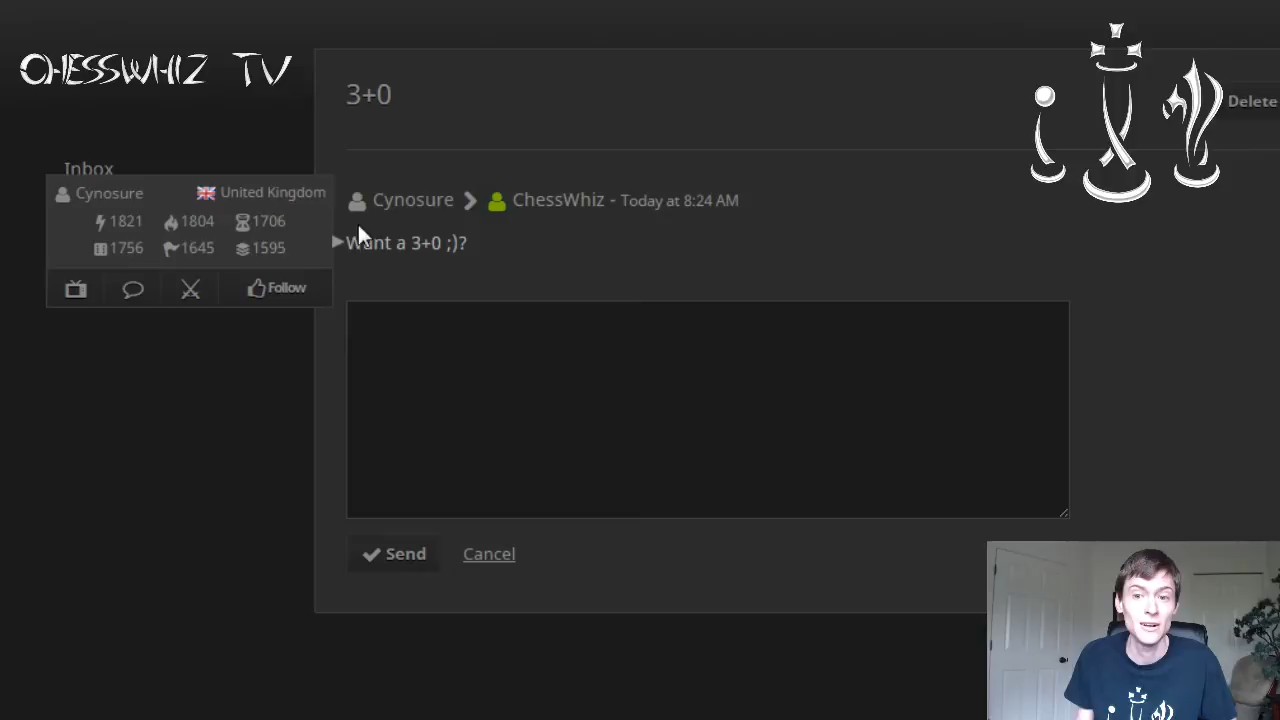 CHESSWHIZ TV
3+0
Delete
Inbox
Cynosure United Kingdom
1821 1804 1706
1756 1645 1595
Follow
Cynosure ChessWhiz - Today at 8:24 AM
Want a 3+0 ;)?
Send Cancel